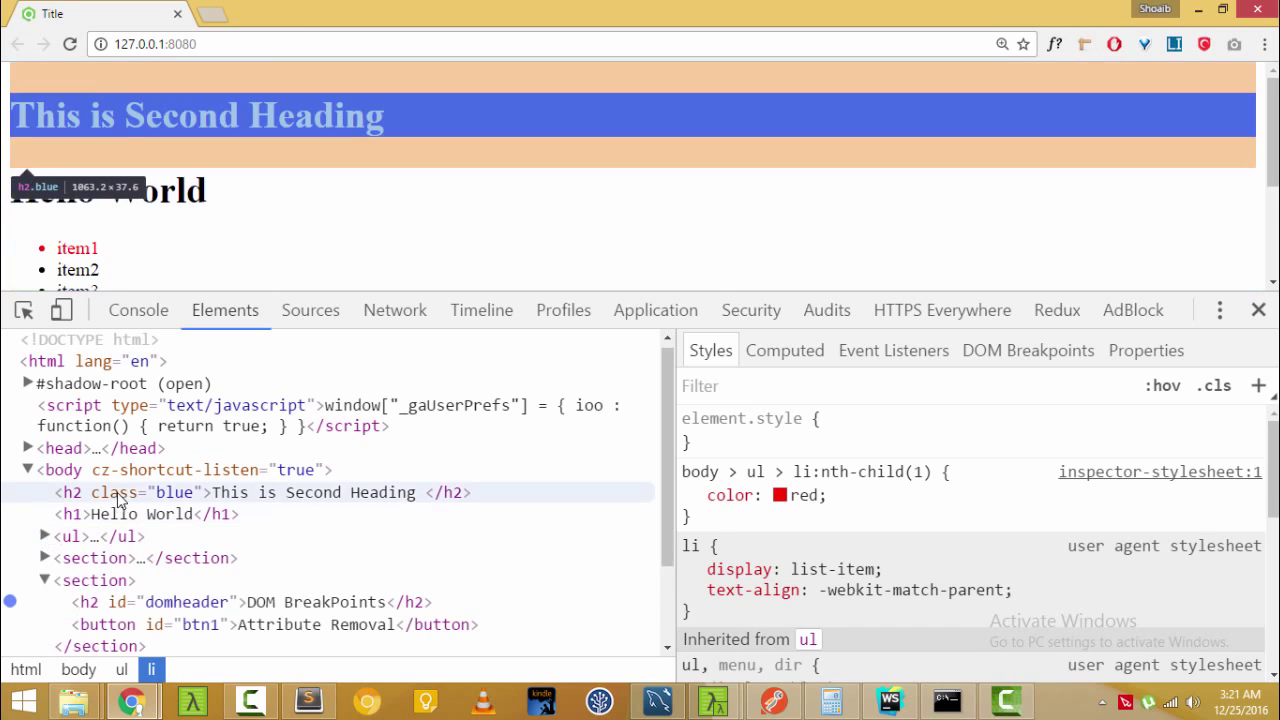 Title
Shoaib
127.0.0.1:8080
f?
This is Second Heading
h2.blue | 1063.2×37.6
Hello World
item1
item2
item3
Console Elements Sources Network Timeline Profiles Application Security Audits HTTPS Everywhere Redux AdBlock
<!DOCTYPE html>
<html lang="en">
#shadow-root (open)
<script type="text/javascript">window["_gaUserPrefs"] = { ioo :
function() { return true; } }</script>
<head>…</head>
<body cz-shortcut-listen="true">
<h2 class="blue">This is Second Heading </h2>
<h1>Hello World</h1>
<ul>…</ul>
<section>…</section>
<section>
<h2 id="domheader">DOM BreakPoints</h2>
<button id="btn1">Attribute Removal</button>
</section>
html body ul li
Styles Computed Event Listeners DOM Breakpoints Properties
Filter :hov .cls +
element.style {
}
body > ul > li:nth-child(1) { inspector-stylesheet:1
color: red;
}
li { user agent stylesheet
display: list-item;
text-align: -webkit-match-parent;
}
Inherited from ul
ul, menu, dir { user agent stylesheet
Activate Windows
Go to PC settings to activate Windows.
3:21 AM
12/25/2016